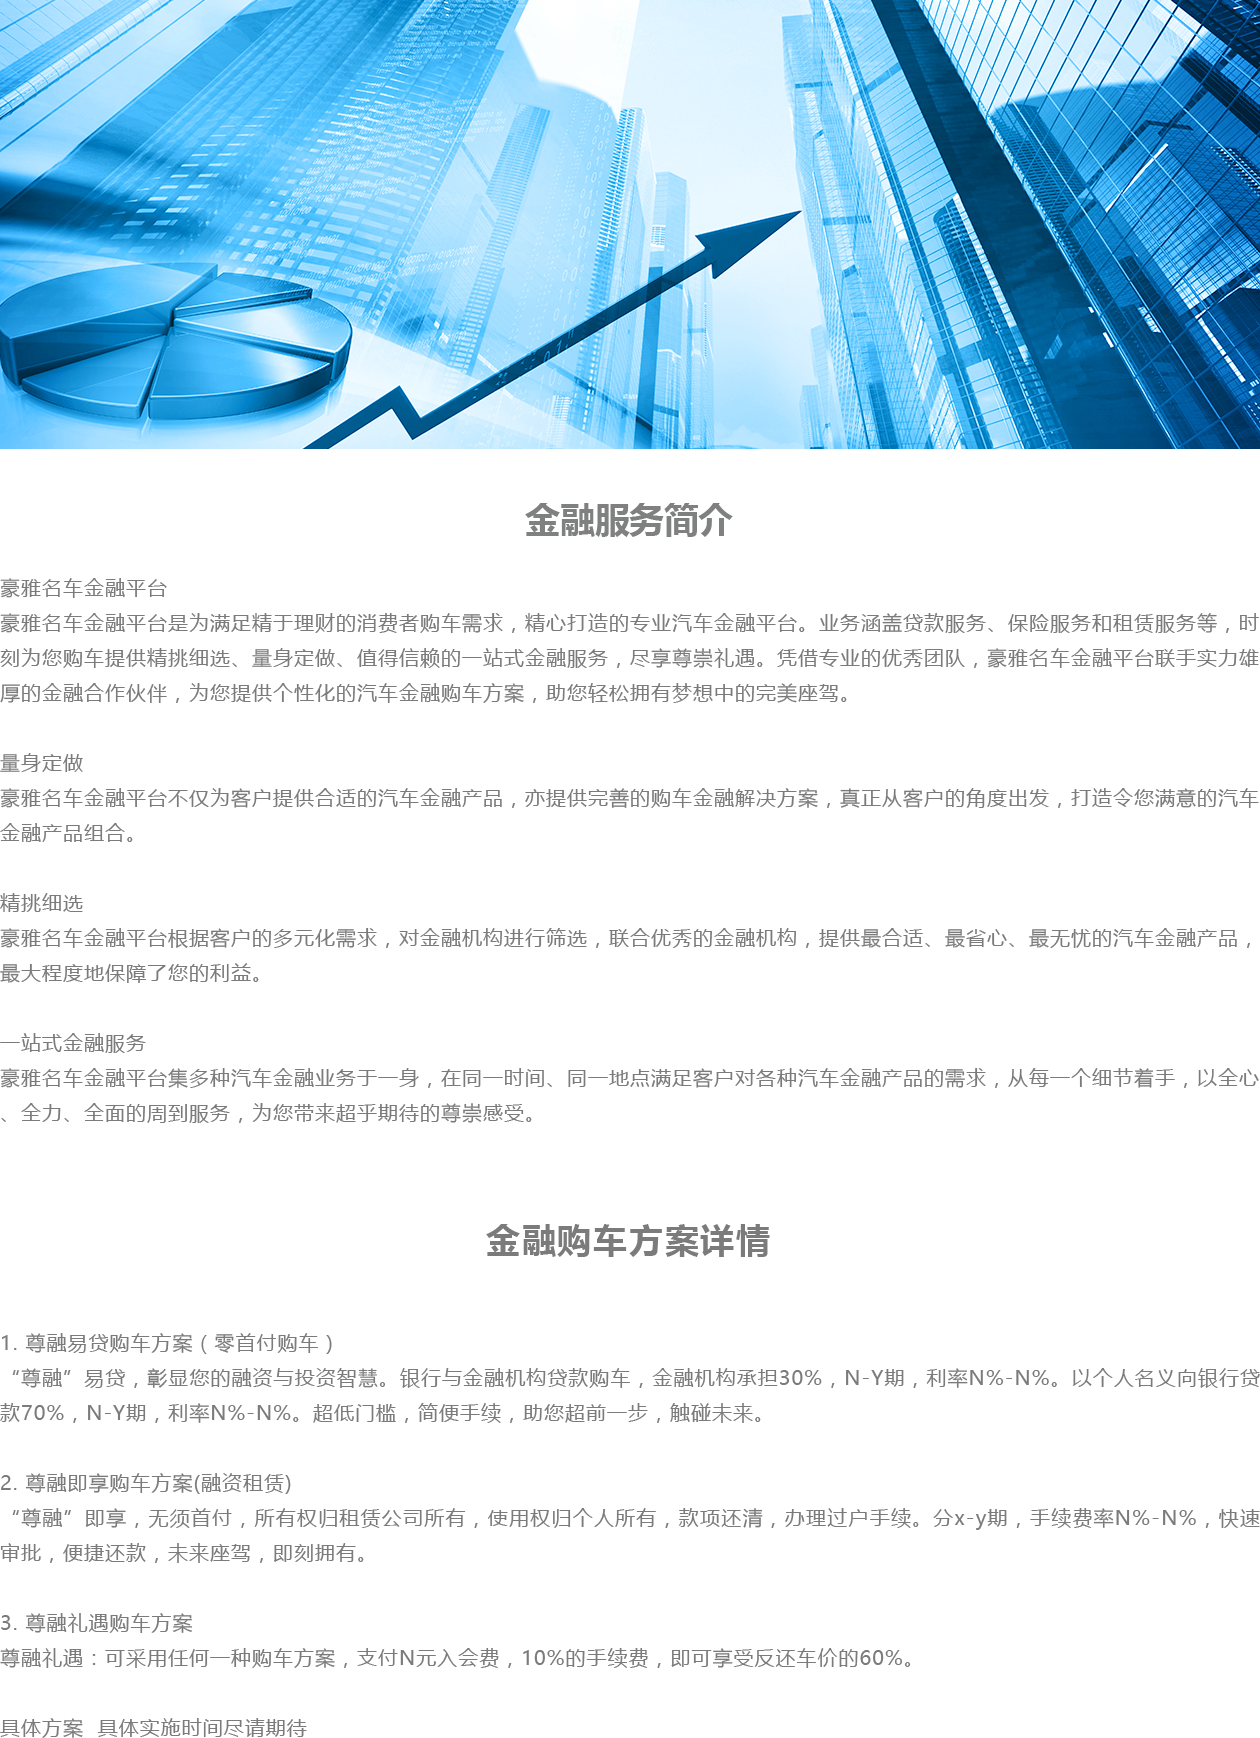 金融服务简介
豪雅名车金融平台
豪雅名车金融平台是为满足精于理财的消费者购车需求，精心打造的专业汽车金融平台。业务涵盖贷款服务、保险服务和租赁服务等，时
刻为您购车提供精挑细选、量身定做、值得信赖的一站式金融服务，尽享尊崇礼遇。凭借专业的优秀团队，豪雅名车金融平台联手实力雄
厚的金融合作伙伴，为您提供个性化的汽车金融购车方案，助您轻松拥有梦想中的完美座驾。
量身定做
豪雅名车金融平台不仅为客户提供合适的汽车金融产品，亦提供完善的购车金融解决方案，真正从客户的角度出发，打造令您满意的汽车
金融产品组合。
精挑细选
豪雅名车金融平台根据客户的多元化需求，对金融机构进行筛选，联合优秀的金融机构，提供最合适、最省心、最无忧的汽车金融产品，
最大程度地保障了您的利益。
一站式金融服务
豪雅名车金融平台集多种汽车金融业务于一身，在同一时间、同一地点满足客户对各种汽车金融产品的需求，从每一个细节着手，以全心
、全力、全面的周到服务，为您带来超乎期待的尊崇感受。
金融购车方案详情
1. 尊融易贷购车方案（零首付购车）
“尊融”易贷，彰显您的融资与投资智慧。银行与金融机构贷款购车，金融机构承担30%，N-Y期，利率N%-N%。以个人名义向银行贷
款70%，N-Y期，利率N%-N%。超低门槛，简便手续，助您超前一步，触碰未来。
2. 尊融即享购车方案(融资租赁)
“尊融”即享，无须首付，所有权归租赁公司所有，使用权归个人所有，款项还清，办理过户手续。分x-y期，手续费率N%-N%，快速
审批，便捷还款，未来座驾，即刻拥有。
3. 尊融礼遇购车方案
尊融礼遇：可采用任何一种购车方案，支付N元入会费，10%的手续费，即可享受反还车价的60%。
具体方案 具体实施时间尽请期待